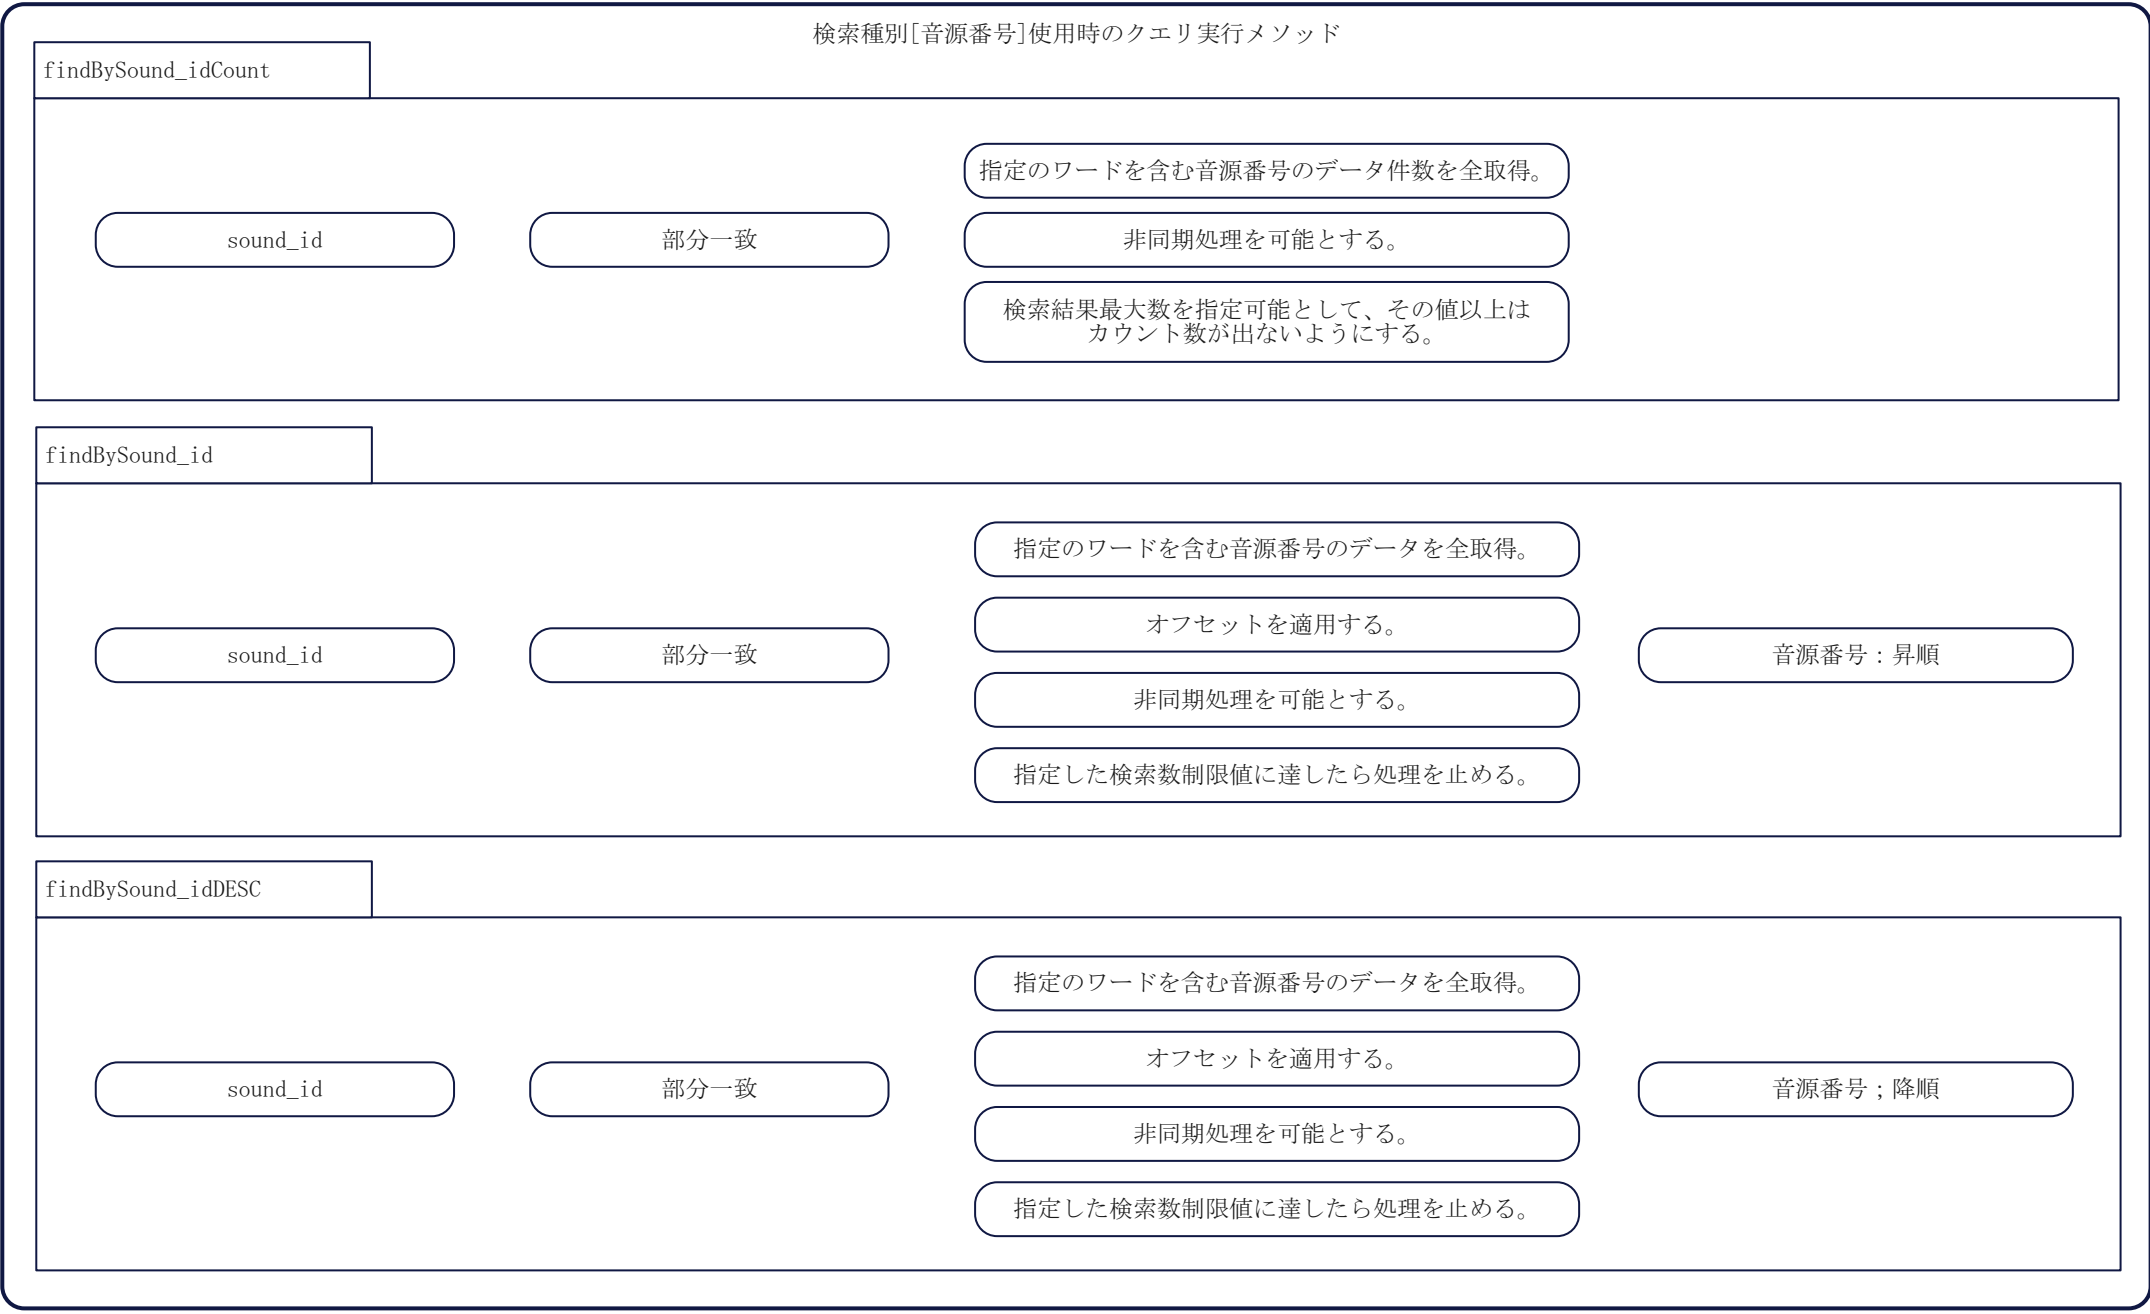 検索種別[音源番号]使用時のクエリ実行メソッド
findBySound_idCount
sound_id
部分一致
指定のワードを含む音源番号のデータ件数を全取得。
非同期処理を可能とする。
検索結果最大数を指定可能として、その値以上は
カウント数が出ないようにする。
findBySound_id
sound_id
部分一致
指定のワードを含む音源番号のデータを全取得。
オフセットを適用する。
非同期処理を可能とする。
指定した検索数制限値に達したら処理を止める。
音源番号：昇順
findBySound_idDESC
sound_id
部分一致
指定のワードを含む音源番号のデータを全取得。
オフセットを適用する。
非同期処理を可能とする。
指定した検索数制限値に達したら処理を止める。
音源番号；降順